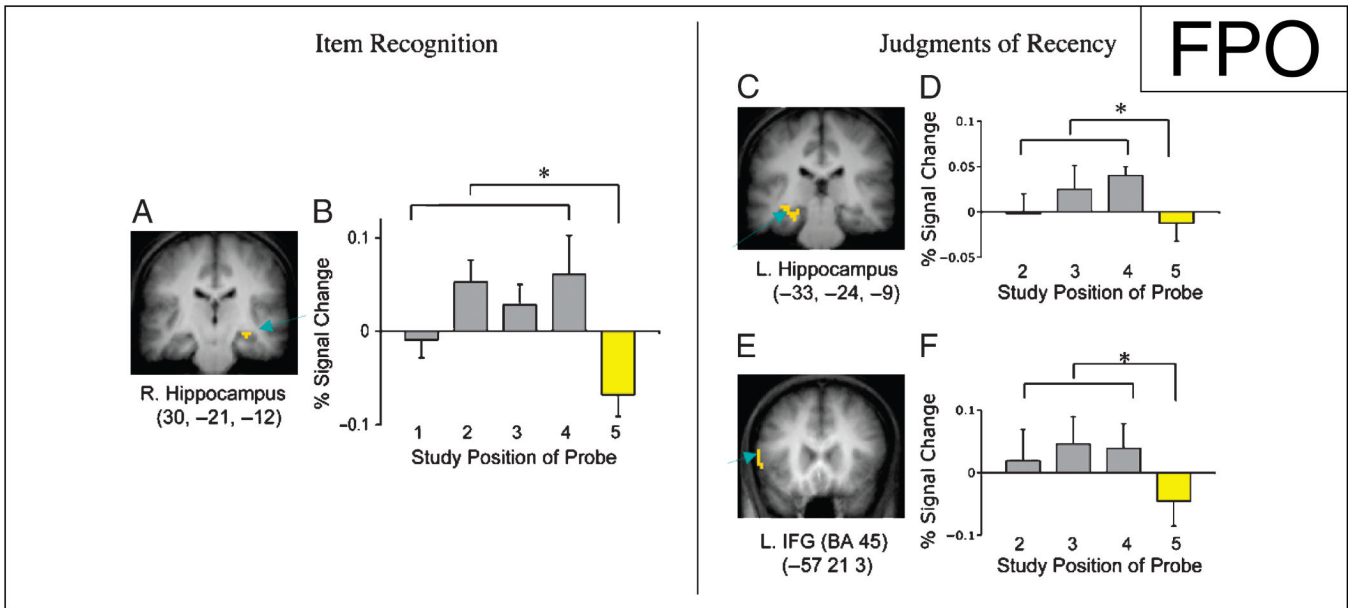 Item Recognition
Judgments of Recency
FPO
A
R. Hippocampus
(30, –21, –12)
B
*
% Signal Change
0.1
0
–0.1
1 2 3 4 5
Study Position of Probe
C
L. Hippocampus
(–33, –24, –9)
D
*
% Signal Change
0.1
0.05
0
–0.05
2 3 4 5
Study Position of Probe
E
L. IFG (BA 45)
(–57 21 3)
F
*
% Signal Change
0.1
0
–0.1
2 3 4 5
Study Position of Probe